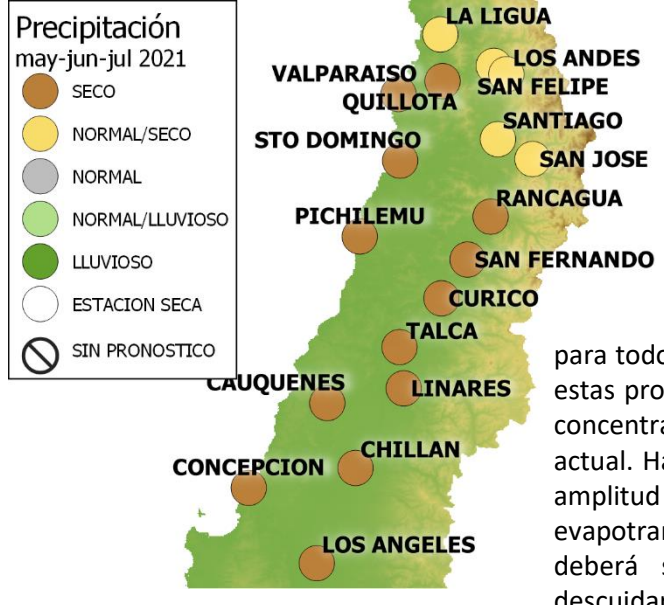 Precipitación
may-jun-jul 2021
SECO
NORMAL/SECO
NORMAL
NORMAL/LLUVIOSO
LLUVIOSO
ESTACION SECA
SIN PRONOSTICO
LA LIGUA
LOS ANDES
VALPARAISO
SAN FELIPE
QUILLOTA
SANTIAGO
STO DOMINGO
SAN JOSE
RANCAGUA
PICHILEMU
SAN FERNANDO
CURICO
TALCA
CAUQUENES
LINARES
CHILLAN
CONCEPCION
LOS ANGELES
para todo
estas pro
concentra
actual. Ha
amplitud
evapotran
deberá s
descuidar